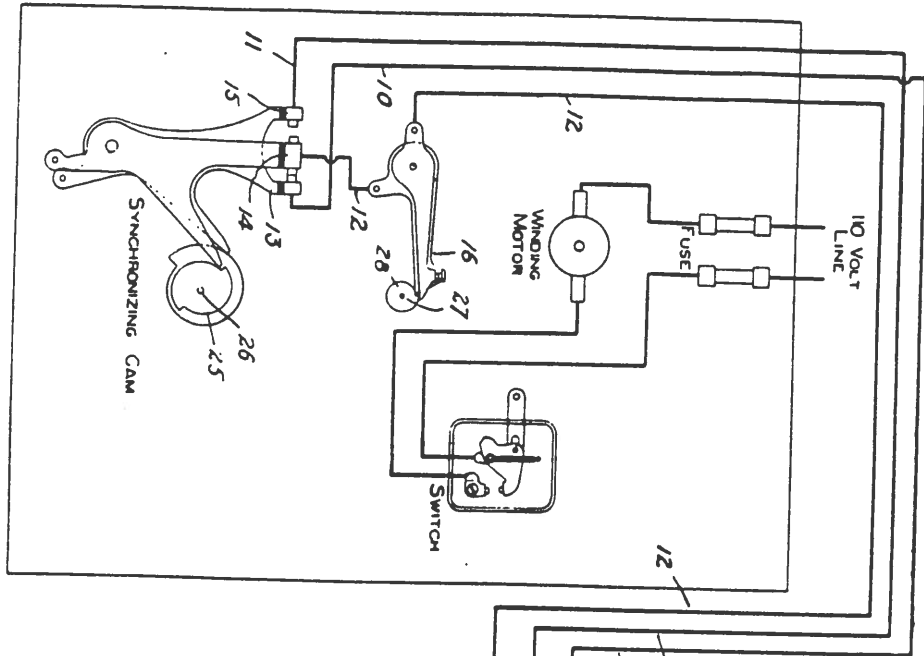 110 VOLT
LINE
FUSE
WINDING
MOTOR
SWITCH
SYNCHRONIZING CAM
11
10
12
15
14
13
12
16
28
27
26
25
12